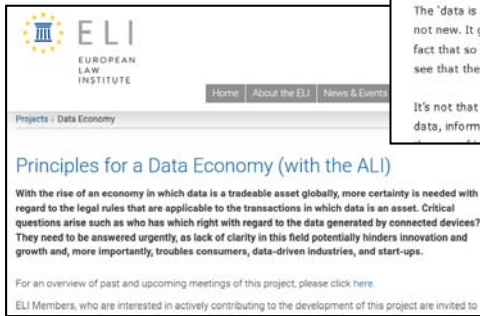 ELI
EUROPEAN
LAW
INSTITUTE
Home About the ELI News & Events
Projects › Data Economy
Principles for a Data Economy (with the ALI)
With the rise of an economy in which data is a tradeable asset globally, more certainty is needed with
regard to the legal rules that are applicable to the transactions in which data is an asset. Critical
questions arise such as who has which right with regard to the data generated by connected devices?
They need to be answered urgently, as lack of clarity in this field potentially hinders innovation and
growth and, more importantly, troubles consumers, data-driven industries, and start-ups.
For an overview of past and upcoming meetings of this project, please click here.
ELI Members, who are interested in actively contributing to the development of this project are invited to
The 'data is
not new. It
fact that so
see that the
It's not that
data, inform